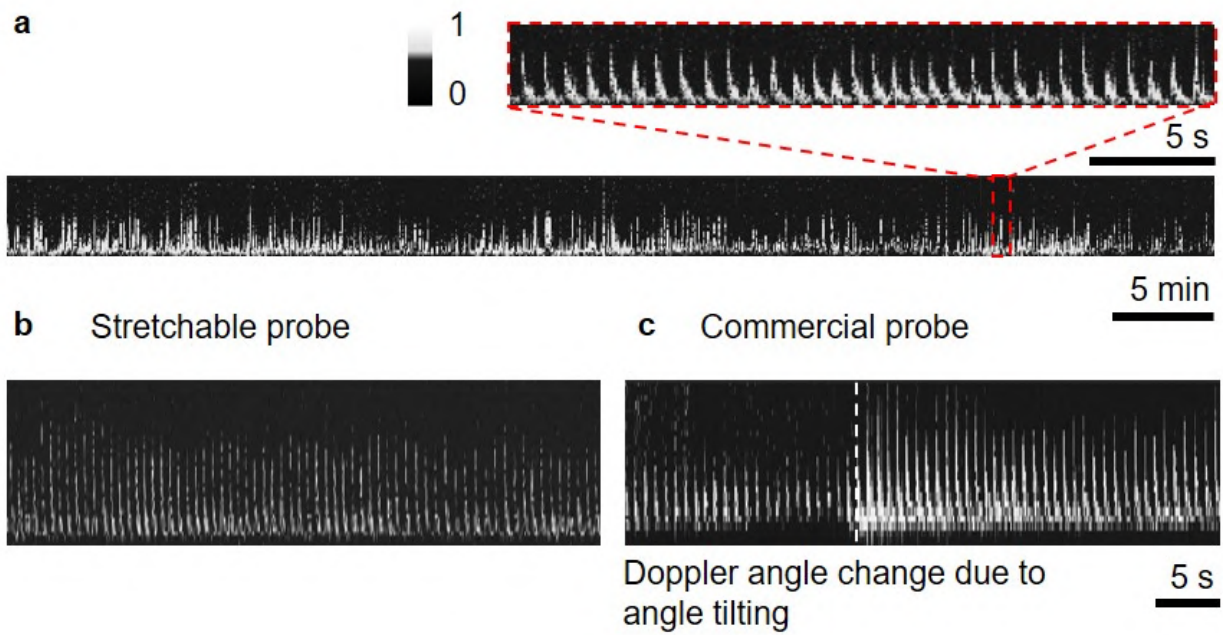 a
1
0
5 s
5 min
b Stretchable probe
c Commercial probe
Doppler angle change due to
angle tilting
5 s